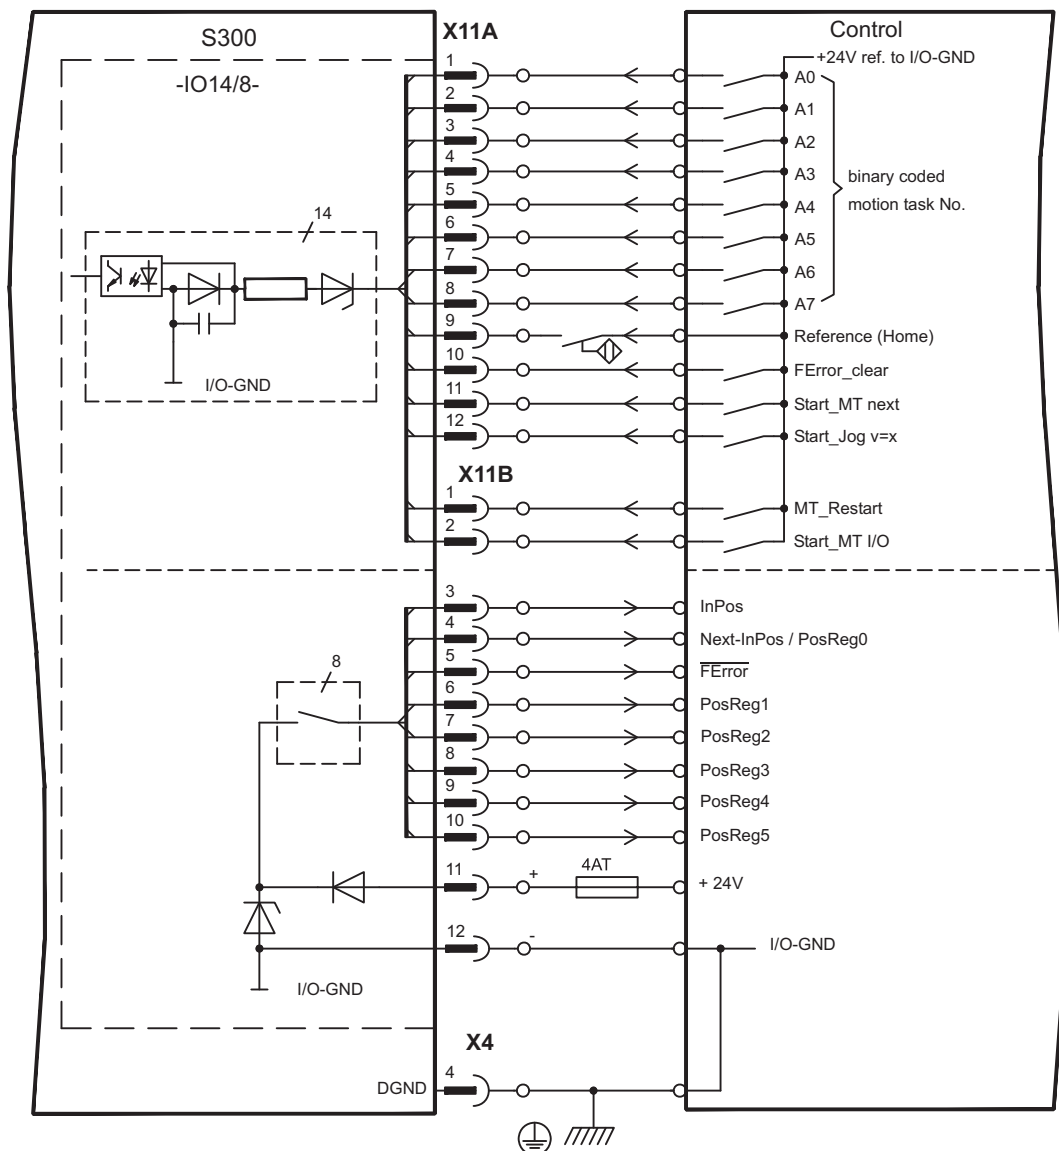 S300
-IO14/8-
X11A
Control
+24V ref. to I/O-GND
1
A0
2
A1
3
A2
4
A3
binary coded
motion task No.
5
A4
6
A5
7
A6
8
A7
14
I/O-GND
9
Reference (Home)
10
FError_clear
11
Start_MT next
12
Start_Jog v=x
X11B
1
MT_Restart
2
Start_MT I/O
3
InPos
4
Next-InPos / PosReg0
5
FError
8
6
PosReg1
7
PosReg2
8
PosReg3
9
PosReg4
10
PosReg5
11
+
4AT
+ 24V
12
-
I/O-GND
I/O-GND
X4
DGND
4